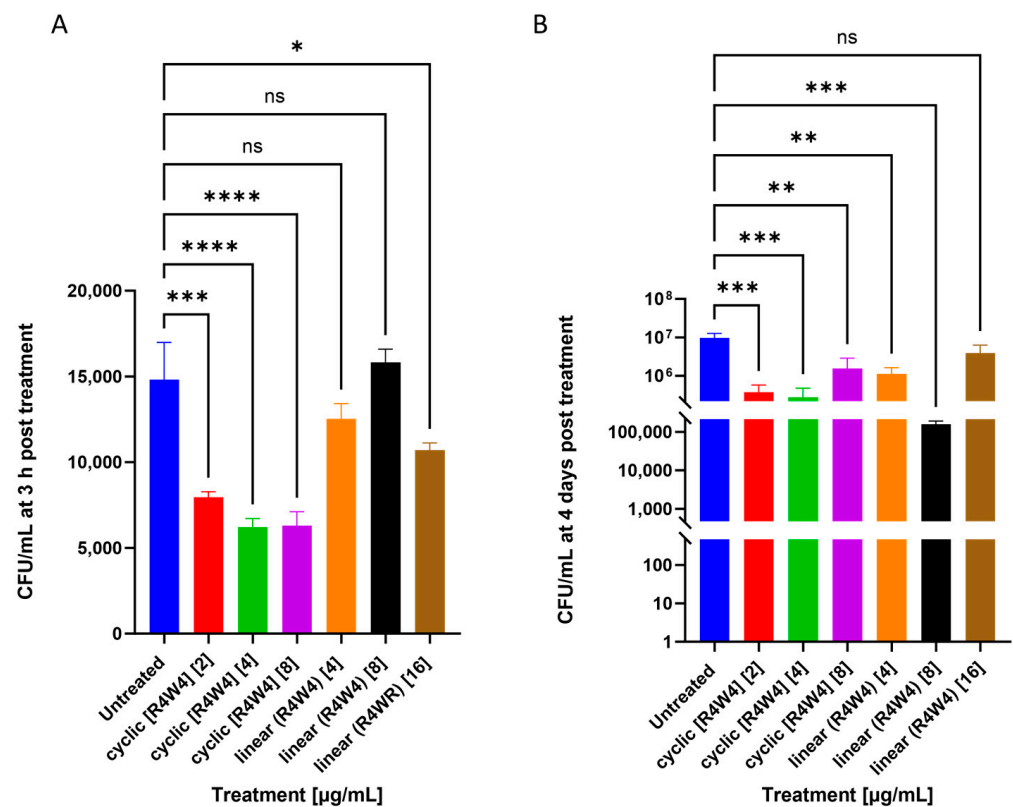 A
*
ns
ns
****
****
***
20,000
15,000
10,000
5,000
0
CFU/mL at 3 h post treatment
Untreated
cyclic [R4W4] [2]
cyclic [R4W4] [4]
cyclic [R4W4] [8]
linear (R4W4) [4]
linear (R4W4) [8]
linear (R4WR) [16]
Treatment [µg/mL]
B
ns
***
**
**
***
***
10⁸
10⁷
10⁶
100,000
10,000
1,000
100
10
1
CFU/mL at 4 days post treatment
Untreated
cyclic [R4W4] [2]
cyclic [R4W4] [4]
cyclic [R4W4] [8]
linear (R4W4) [4]
linear (R4W4) [8]
linear (R4W4) [16]
Treatment [µg/mL]